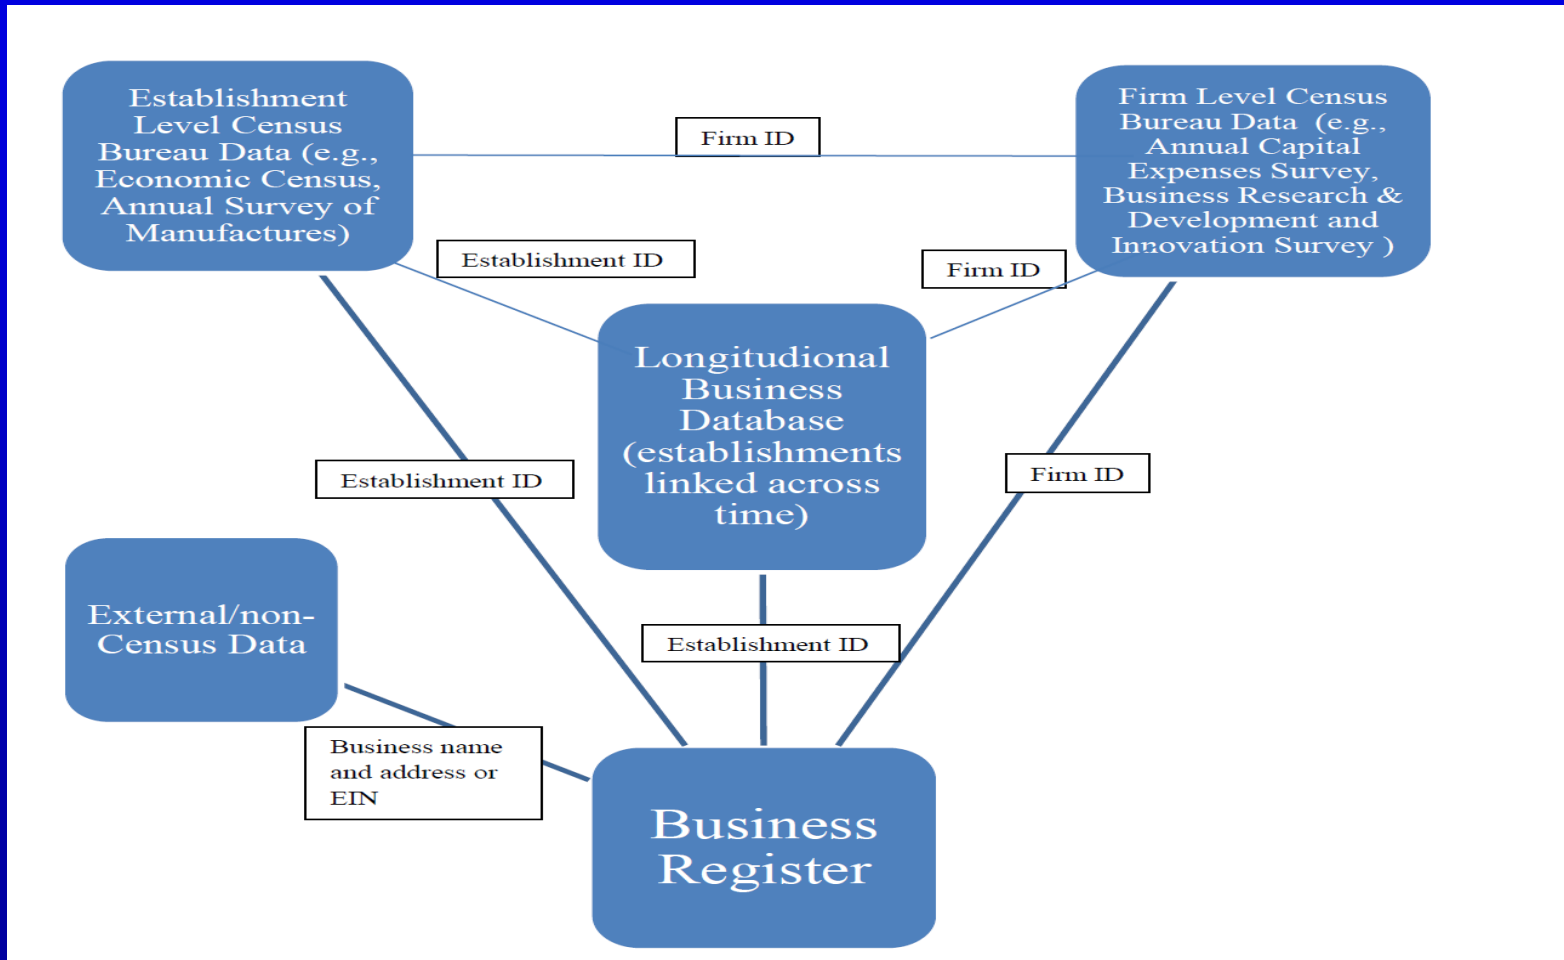 Establishment
Level Census
Bureau Data (e.g.,
Economic Census,
Annual Survey of
Manufactures)
Firm ID
Firm Level Census
Bureau Data (e.g.,
Annual Capital
Expenses Survey,
Business Research &
Development and
Innovation Survey )
Establishment ID
Firm ID
Longitudional
Business
Database
(establishments
linked across
time)
Establishment ID
Firm ID
External/non-
Census Data
Establishment ID
Business name
and address or
EIN
Business
Register